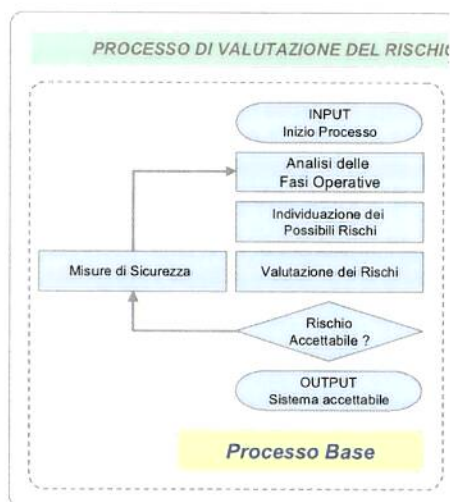 PROCESSO DI VALUTAZIONE DEL RISCHIO
INPUT
Inizio Processo
Analisi delle
Fasi Operative
Individuazione dei
Possibili Rischi
Misure di Sicurezza
Valutazione dei Rischi
Rischio
Accettabile ?
OUTPUT
Sistema accettabile
Processo Base